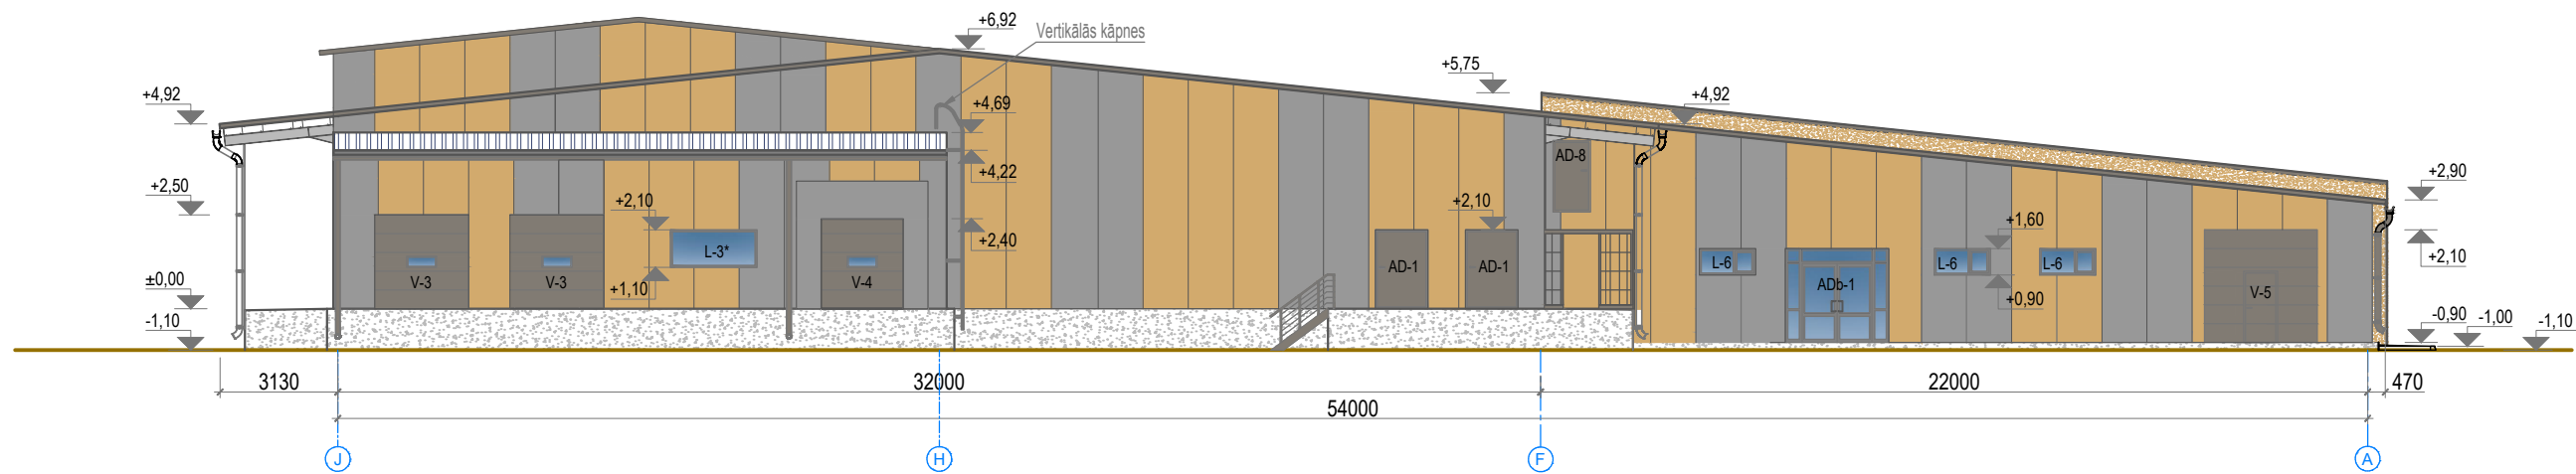 +6,92
Vertikālās kāpnes
+5,75
+4,92
+4,69
+4,92
+4,22
AD-8
+2,50
+2,10
+2,10
+2,90
+2,40
+1,60
L-3*
V-3
V-3
V-4
AD-1
AD-1
L-6
L-6
L-6
+2,10
±0,00
+1,10
ADb-1
+0,90
V-5
-1,10
-0,90
-1,00
-1,10
3130
32000
22000
470
54000
J
H
F
A